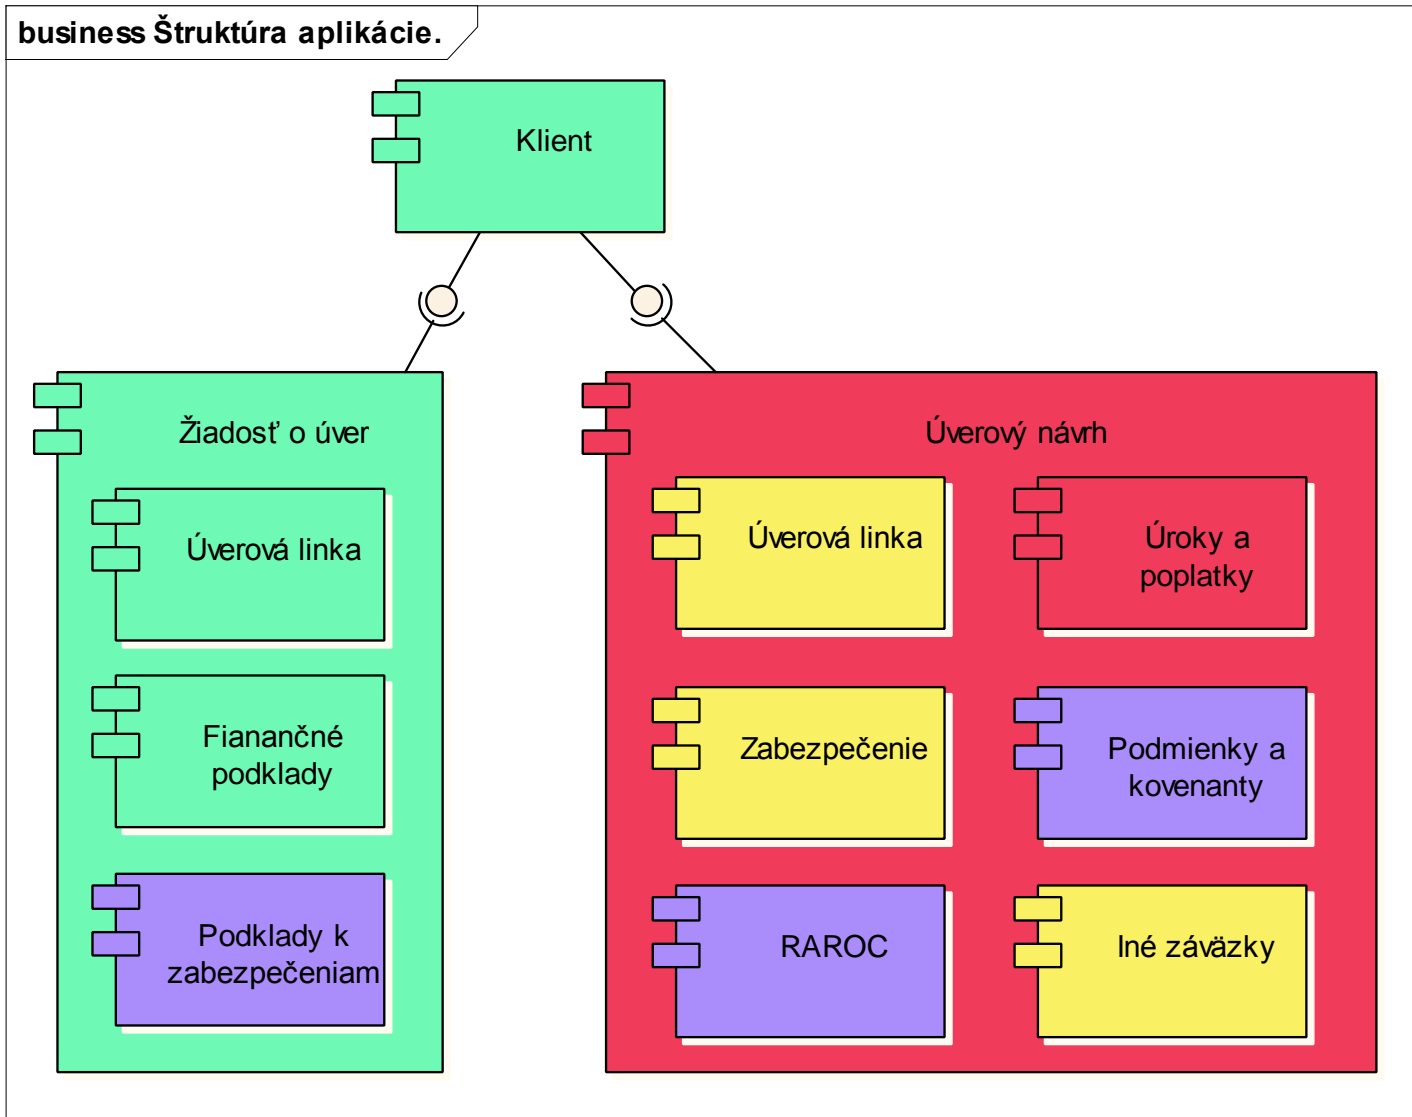 business Štruktúra aplikácie.
Klient
Žiadosť o úver
Úverová linka
Fianančné
podklady
Podklady k
zabezpečeniam
Úverový návrh
Úverová linka
Úroky a
poplatky
Zabezpečenie
Podmienky a
kovenanty
RAROC
Iné záväzky